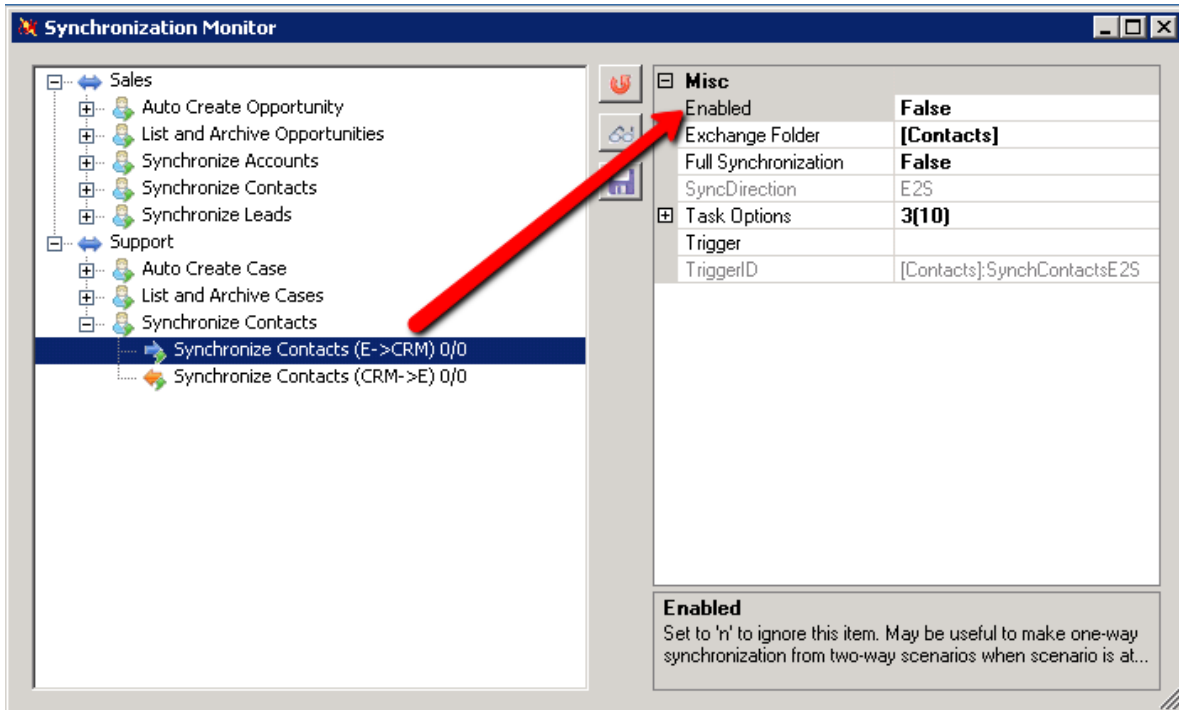 Synchronization Monitor
Sales
Auto Create Opportunity
List and Archive Opportunities
Synchronize Accounts
Synchronize Contacts
Synchronize Leads
Support
Auto Create Case
List and Archive Cases
Synchronize Contacts
Synchronize Contacts (E->CRM) 0/0
Synchronize Contacts (CRM->E) 0/0
Misc
Enabled False
Exchange Folder [Contacts]
Full Synchronization False
SyncDirection E2S
Task Options 3(10)
Trigger
TriggerID [Contacts]:SynchContactsE2S
Enabled
Set to 'n' to ignore this item. May be useful to make one-way
synchronization from two-way scenarios when scenario is at...